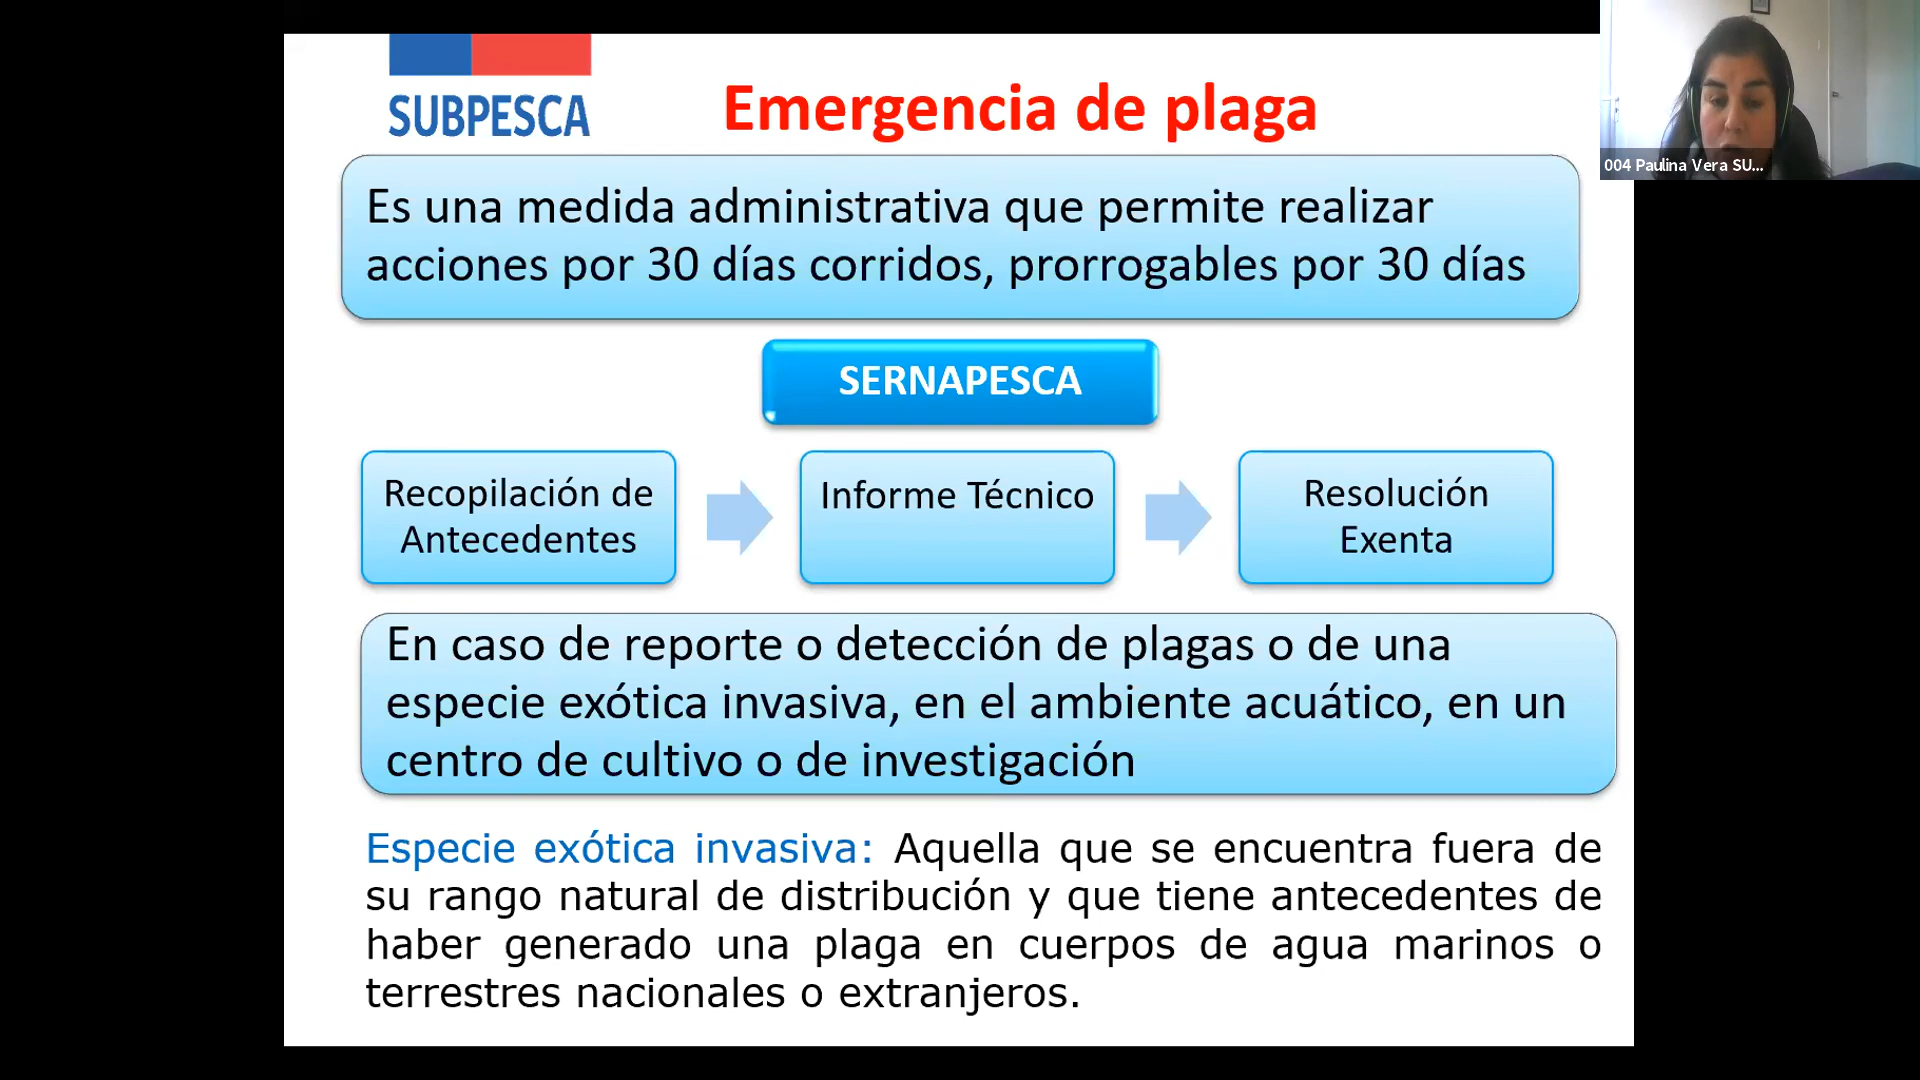 SUBPESCA
Emergencia de plaga
004 Paulina Vera SU...
Es una medida administrativa que permite realizar
acciones por 30 días corridos, prorrogables por 30 días
SERNAPESCA
Recopilación de
Antecedentes
Informe Técnico
Resolución
Exenta
En caso de reporte o detección de plagas o de una
especie exótica invasiva, en el ambiente acuático, en un
centro de cultivo o de investigación
Especie exótica invasiva: Aquella que se encuentra fuera de
su rango natural de distribución y que tiene antecedentes de
haber generado una plaga en cuerpos de agua marinos o
terrestres nacionales o extranjeros.